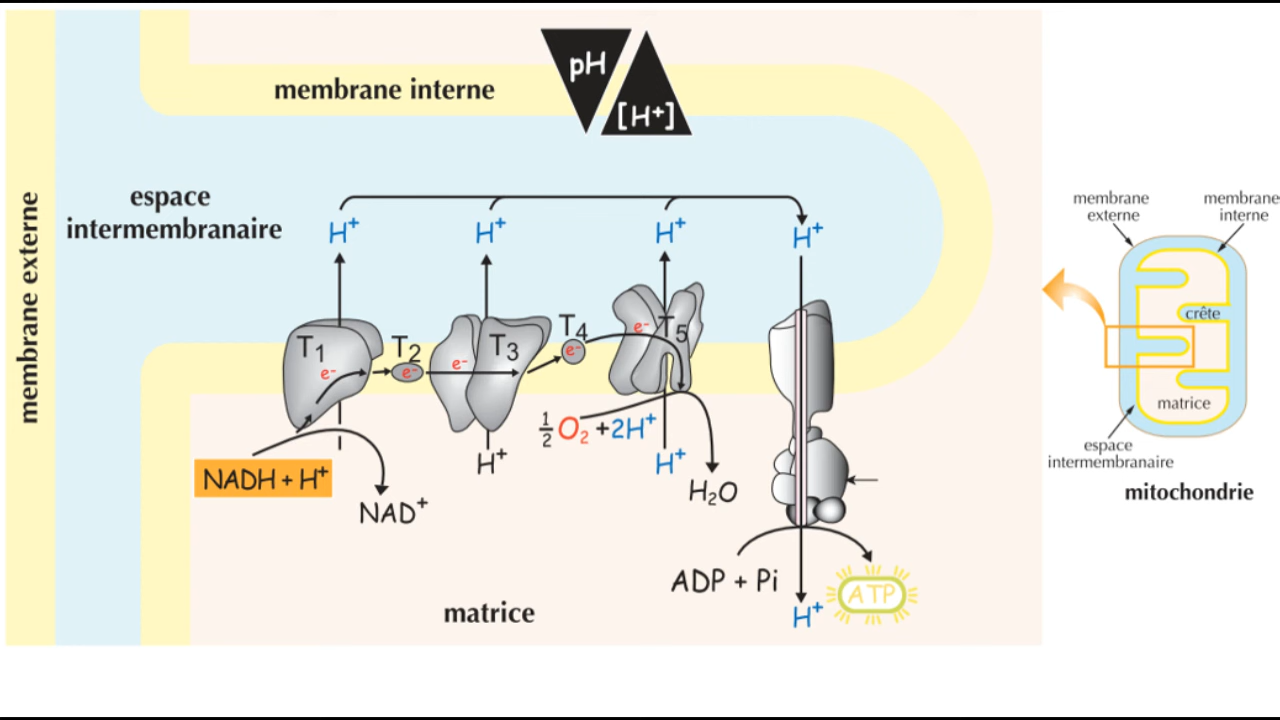 pH
[H⁺]
membrane interne
membrane externe
espace
intermembranaire
H⁺
H⁺
H⁺
H⁺
T₁
T₂
T₃
T₄
T₅
e⁻
e⁻
e⁻
e⁻
e⁻
½ O₂ + 2H⁺
H⁺
H⁺
NADH + H⁺
NAD⁺
H₂O
ADP + Pi
ATP
H⁺
matrice
membrane
externe
membrane
interne
crête
matrice
espace
intermembranaire
mitochondrie